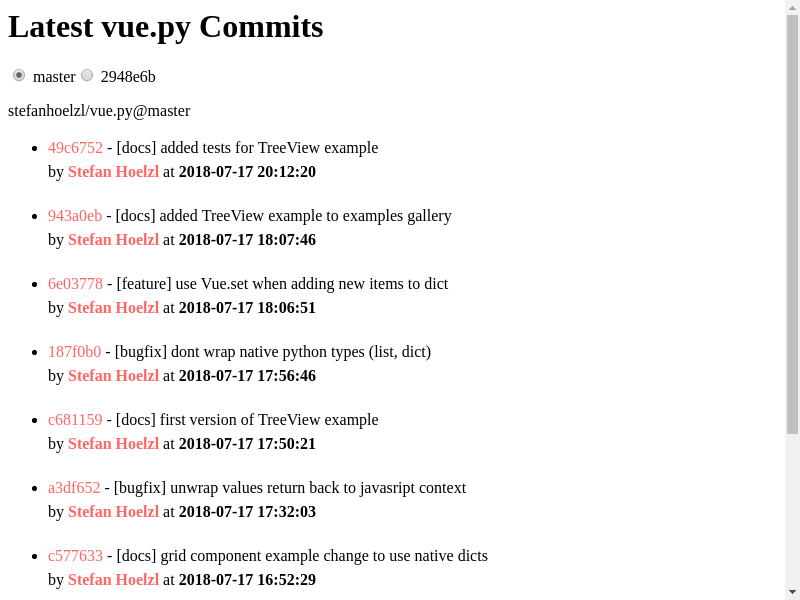 Latest vue.py Commits
master 2948e6b
stefanhoelzl/vue.py@master
49c6752 - [docs] added tests for TreeView example
by Stefan Hoelzl at 2018-07-17 20:12:20
943a0eb - [docs] added TreeView example to examples gallery
by Stefan Hoelzl at 2018-07-17 18:07:46
6e03778 - [feature] use Vue.set when adding new items to dict
by Stefan Hoelzl at 2018-07-17 18:06:51
187f0b0 - [bugfix] dont wrap native python types (list, dict)
by Stefan Hoelzl at 2018-07-17 17:56:46
c681159 - [docs] first version of TreeView example
by Stefan Hoelzl at 2018-07-17 17:50:21
a3df652 - [bugfix] unwrap values return back to javasript context
by Stefan Hoelzl at 2018-07-17 17:32:03
c577633 - [docs] grid component example change to use native dicts
by Stefan Hoelzl at 2018-07-17 16:52:29